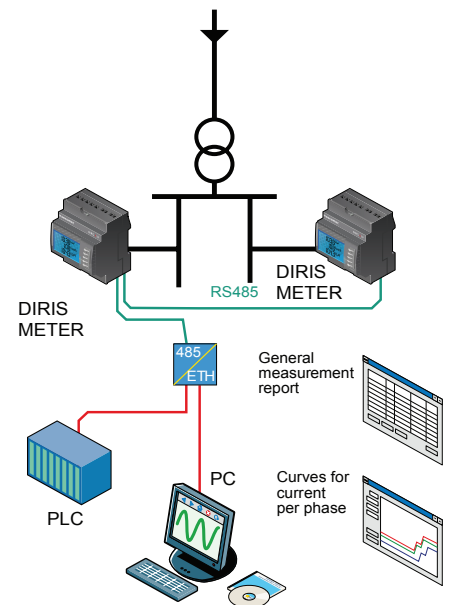 DIRIS
METER
RS485
DIRIS
METER
485
ETH
General
measurement
report
PC
Curves for
current
per phase
PLC